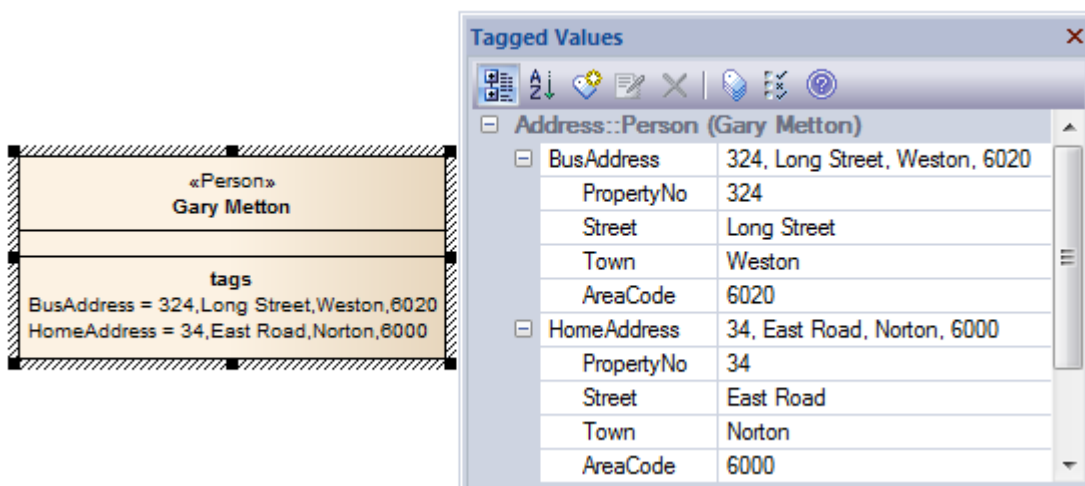 «Person»
Gary Metton
tags
BusAddress = 324,Long Street,Weston,6020
HomeAddress = 34,East Road,Norton,6000
Tagged Values
Address::Person (Gary Metton)
BusAddress 324, Long Street, Weston, 6020
PropertyNo 324
Street Long Street
Town Weston
AreaCode 6020
HomeAddress 34, East Road, Norton, 6000
PropertyNo 34
Street East Road
Town Norton
AreaCode 6000